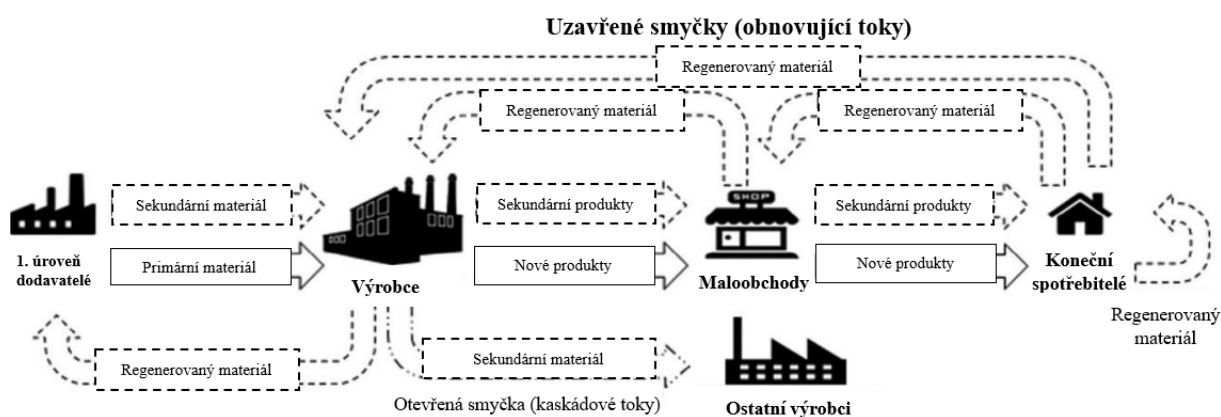 Uzavřené smyčky (obnovující toky)
Regenerovaný materiál
Regenerovaný materiál
Regenerovaný materiál
Sekundární materiál
Sekundární produkty
SHOP
Sekundární produkty
1. úroveň
dodavatelé
Primární materiál
Výrobce
Nové produkty
Maloobchody
Nové produkty
Koneční
spotřebitelé
Regenerovaný
materiál
Regenerovaný materiál
Sekundární materiál
Otevřená smyčka (kaskádové toky)
Ostatní výrobci